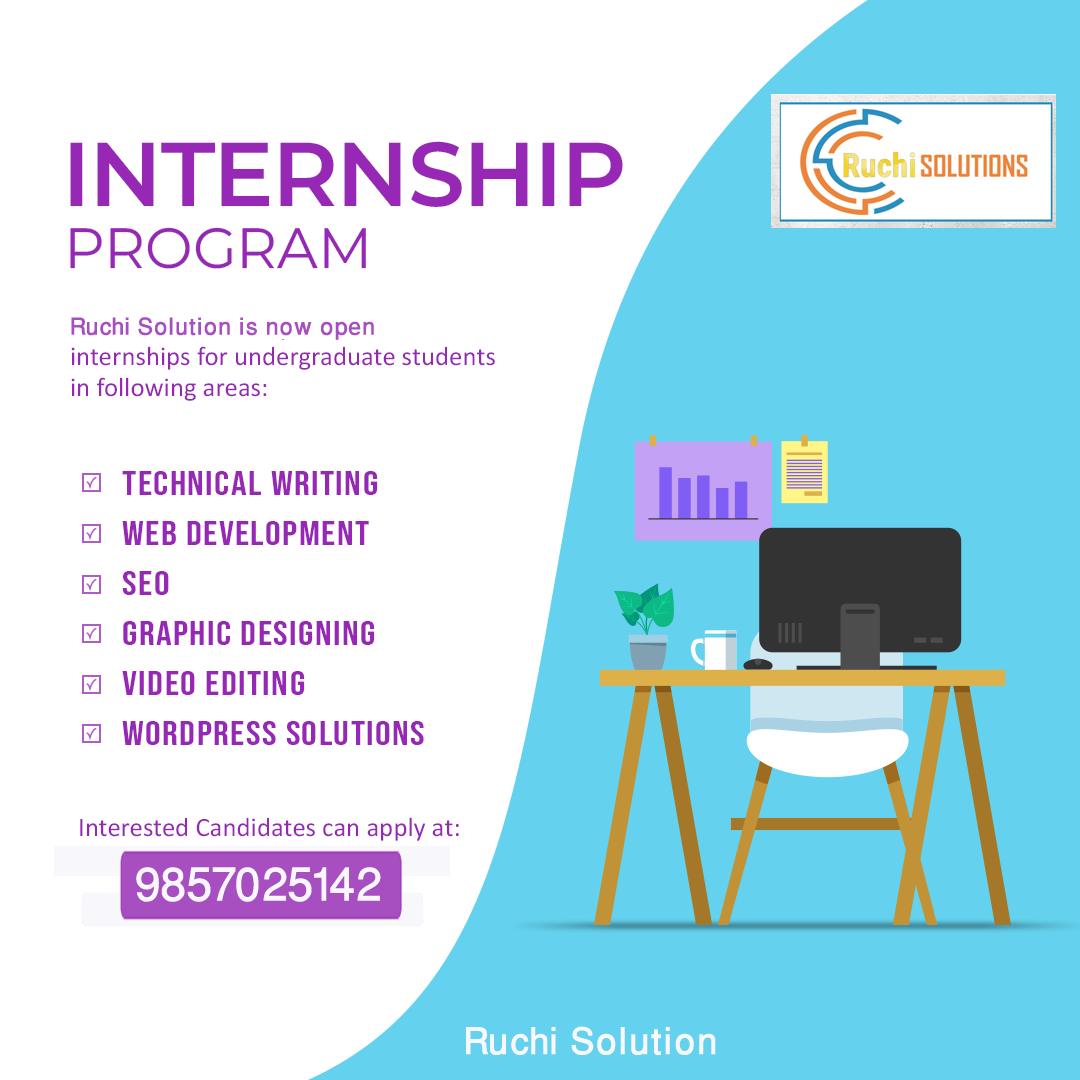 INTERNSHIP
PROGRAM
Ruchi SOLUTIONS
Ruchi Solution is now open
internships for undergraduate students
in following areas:
TECHNICAL WRITING
WEB DEVELOPMENT
SEO
GRAPHIC DESIGNING
VIDEO EDITING
WORDPRESS SOLUTIONS
Interested Candidates can apply at:
9857025142
Ruchi Solution